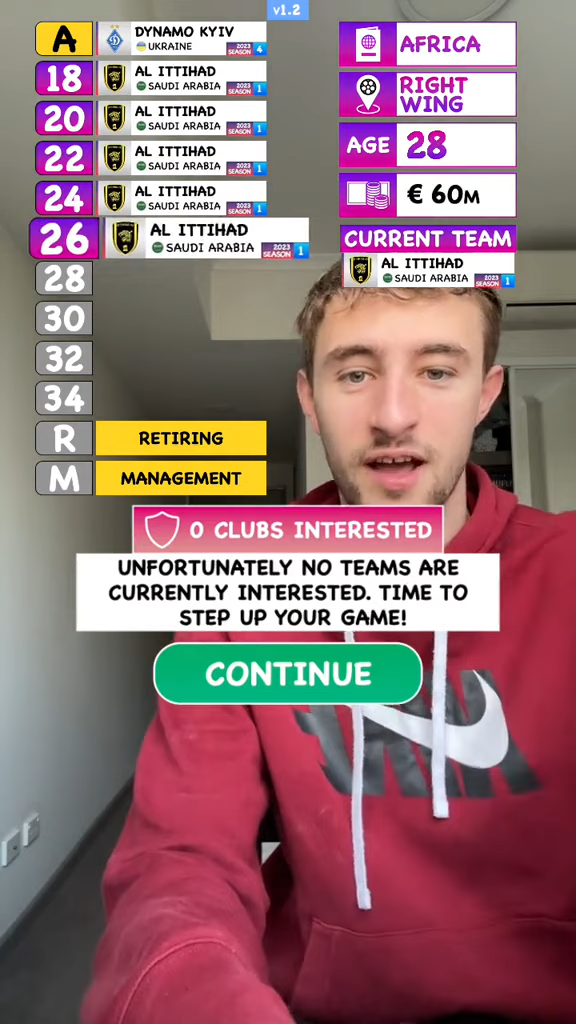 v1.2
A
DYNAMO KYIV
UKRAINE
2023
SEASON 4
18
AL ITTIHAD
SAUDI ARABIA
2023
SEASON 1
20
AL ITTIHAD
SAUDI ARABIA
2023
SEASON 1
22
AL ITTIHAD
SAUDI ARABIA
2023
SEASON 1
24
AL ITTIHAD
SAUDI ARABIA
2023
SEASON 1
26
AL ITTIHAD
SAUDI ARABIA
2023
SEASON 1
28
30
32
34
R
RETIRING
M
MANAGEMENT
AFRICA
RIGHT
WING
AGE 28
€ 60M
CURRENT TEAM
AL ITTIHAD
SAUDI ARABIA
2023
SEASON 1
0 CLUBS INTERESTED
UNFORTUNATELY NO TEAMS ARE
CURRENTLY INTERESTED. TIME TO
STEP UP YOUR GAME!
CONTINUE